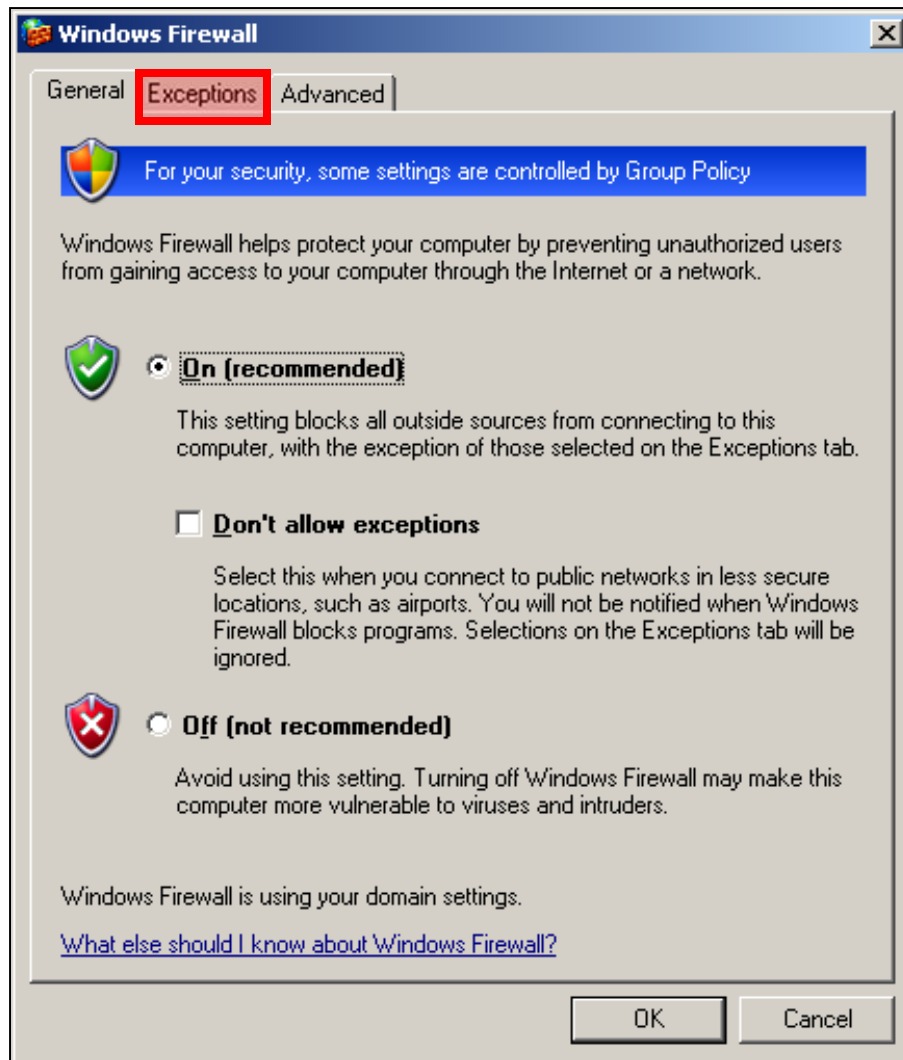 Windows Firewall
General Exceptions Advanced
For your security, some settings are controlled by Group Policy
Windows Firewall helps protect your computer by preventing unauthorized users
from gaining access to your computer through the Internet or a network.
On (recommended)
This setting blocks all outside sources from connecting to this
computer, with the exception of those selected on the Exceptions tab.
Don't allow exceptions
Select this when you connect to public networks in less secure
locations, such as airports. You will not be notified when Windows
Firewall blocks programs. Selections on the Exceptions tab will be
ignored.
Off (not recommended)
Avoid using this setting. Turning off Windows Firewall may make this
computer more vulnerable to viruses and intruders.
Windows Firewall is using your domain settings.
What else should I know about Windows Firewall?
OK Cancel